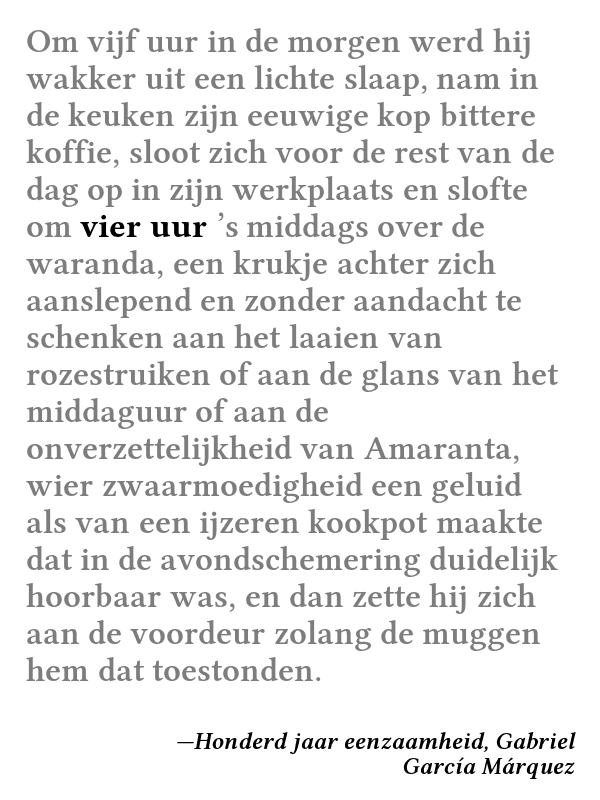 Om vijf uur in de morgen werd hij
wakker uit een lichte slaap, nam in
de keuken zijn eeuwige kop bittere
koffie, sloot zich voor de rest van de
dag op in zijn werkplaats en slofte
om vier uur ’s middags over de
waranda, een krukje achter zich
aanslepend en zonder aandacht te
schenken aan het laaien van
rozestruiken of aan de glans van het
middaguur of aan de
onverzettelijkheid van Amaranta,
wier zwaarmoedigheid een geluid
als van een ijzeren kookpot maakte
dat in de avondschemering duidelijk
hoorbaar was, en dan zette hij zich
aan de voordeur zolang de muggen
hem dat toestonden.
—Honderd jaar eenzaamheid, Gabriel
García Márquez